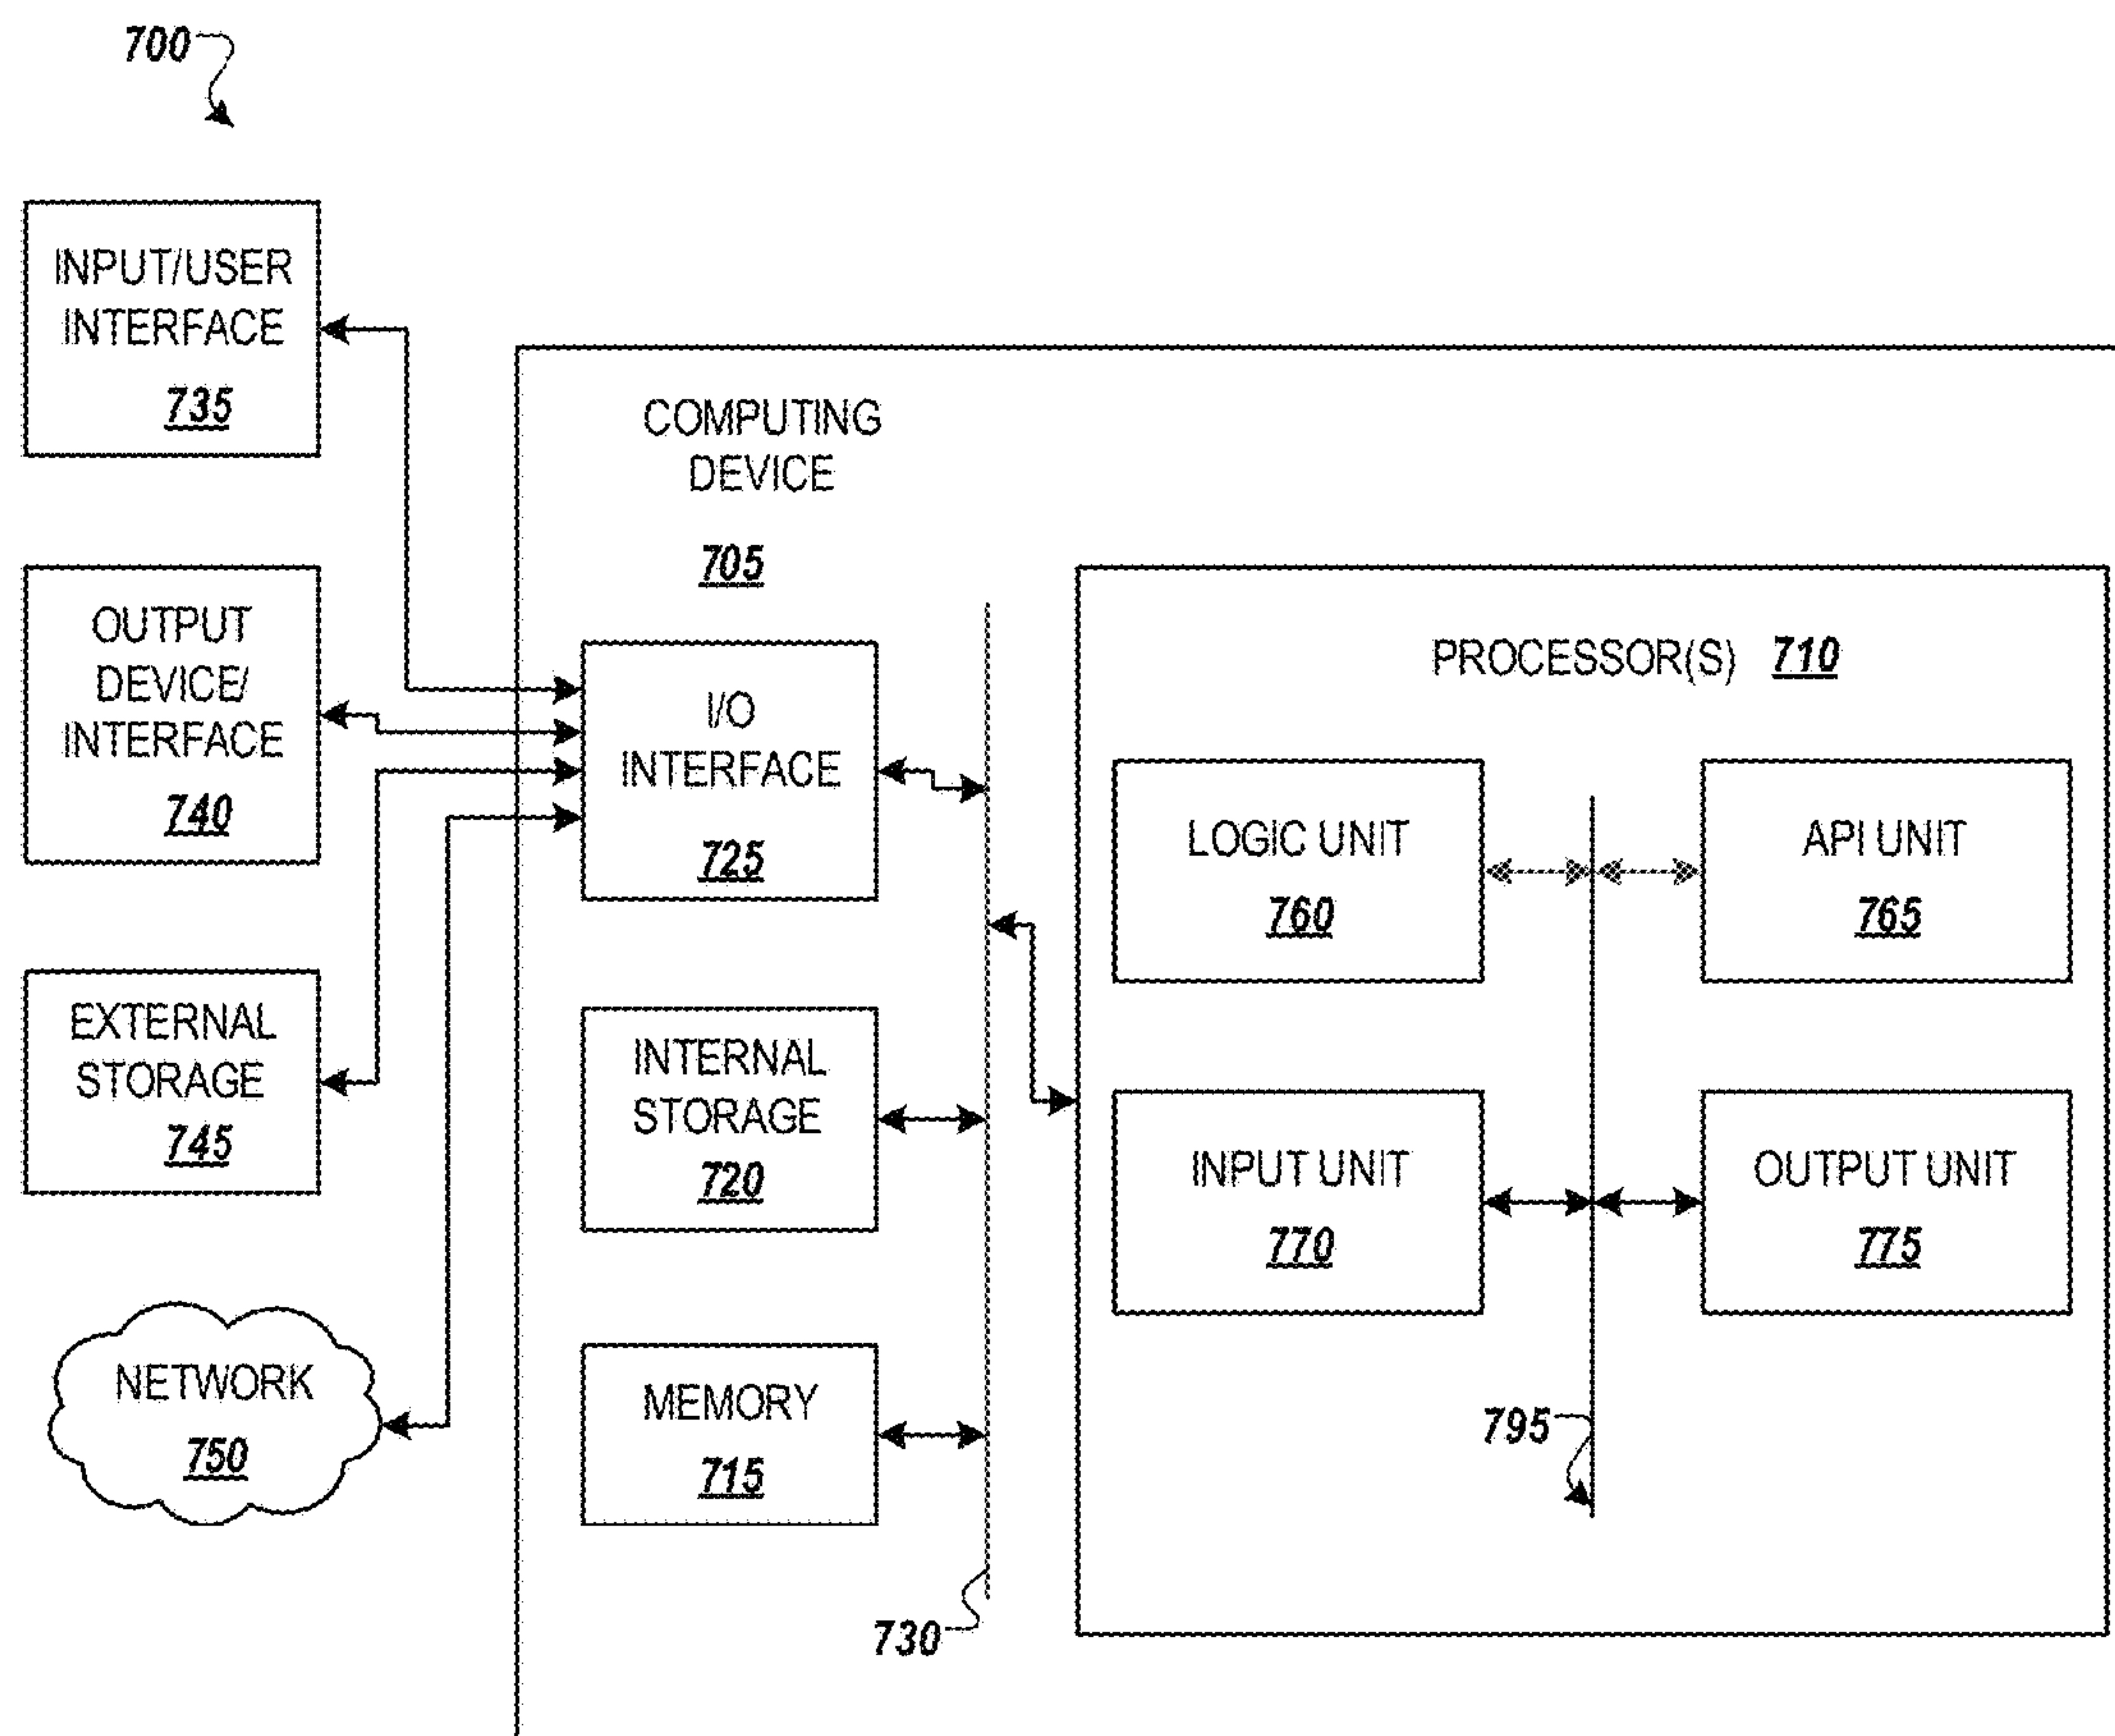 700
INPUT/USER
INTERFACE
735
OUTPUT
DEVICE/
INTERFACE
740
EXTERNAL
STORAGE
745
NETWORK
750
COMPUTING
DEVICE
705
I/O
INTERFACE
725
INTERNAL
STORAGE
720
MEMORY
715
730
PROCESSOR(S) 710
LOGIC UNIT
760
API UNIT
765
INPUT UNIT
770
OUTPUT UNIT
775
795